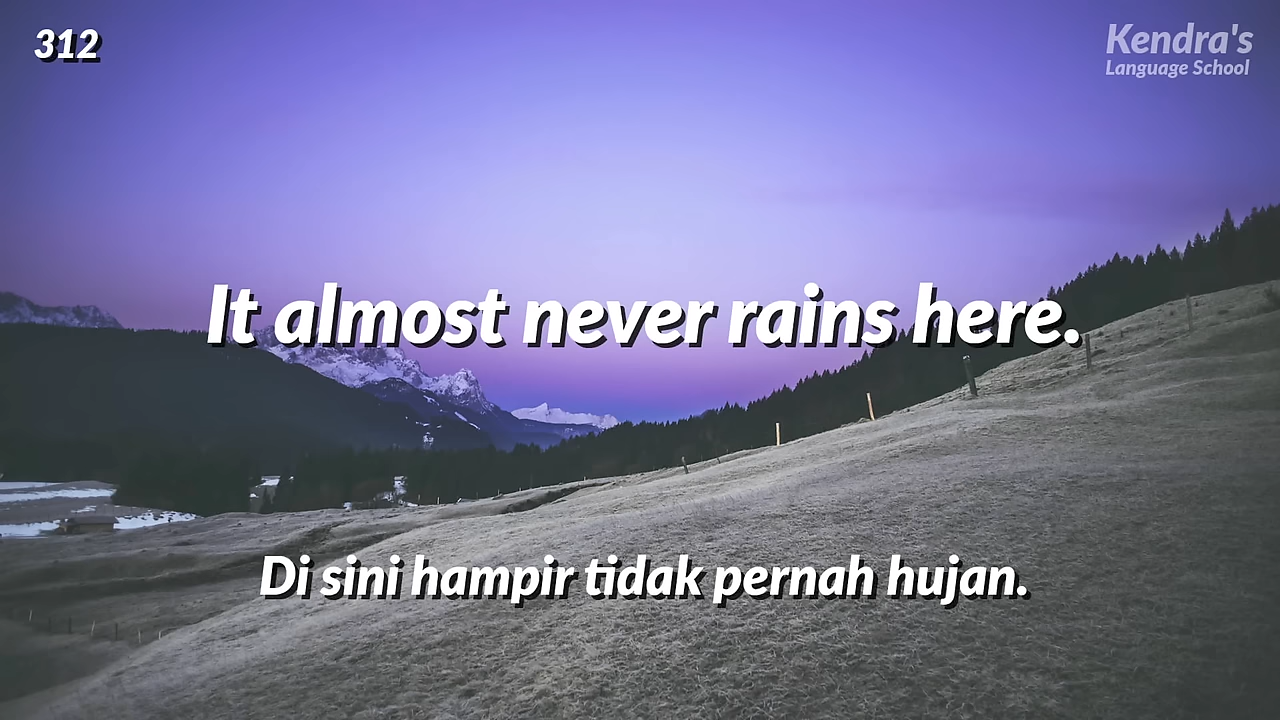 312
Kendra's
Language School
It almost never rains here.
Di sini hampir tidak pernah hujan.